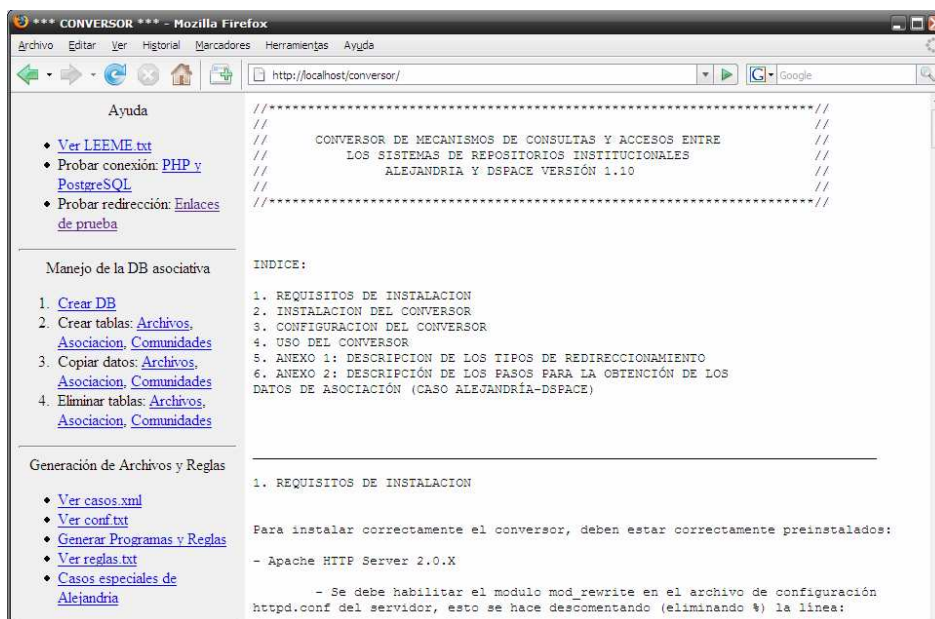 *** CONVERSOR *** - Mozilla Firefox
Archivo Editar Ver Historial Marcadores Herramientas Ayuda
http://localhost/conversor/
G Google
Ayuda
Ver LEEME.txt
Probar conexión: PHP y
PostgreSQL
Probar redirección: Enlaces
de prueba
Manejo de la DB asociativa
1. Crear DB
2. Crear tablas: Archivos,
Asociacion, Comunidades
3. Copiar datos: Archivos,
Asociacion, Comunidades
4. Eliminar tablas: Archivos,
Asociacion, Comunidades
Generación de Archivos y Reglas
Ver casos.xml
Ver conf.txt
Generar Programas y Reglas
Ver reglas.txt
Casos especiales de
Alejandria
//**********************************************************************//
// //
// CONVERSOR DE MECANISMOS DE CONSULTAS Y ACCESOS ENTRE //
// LOS SISTEMAS DE REPOSITORIOS INSTITUCIONALES //
// ALEJANDRIA Y DSPACE VERSIÓN 1.10 //
// //
//**********************************************************************//
INDICE:
1. REQUISITOS DE INSTALACION
2. INSTALACION DEL CONVERSOR
3. CONFIGURACION DEL CONVERSOR
4. USO DEL CONVERSOR
5. ANEXO 1: DESCRIPCION DE LOS TIPOS DE REDIRECCIONAMIENTO
6. ANEXO 2: DESCRIPCIÓN DE LOS PASOS PARA LA OBTENCIÓN DE LOS
DATOS DE ASOCIACIÓN (CASO ALEJANDRÍA-DSPACE)
1. REQUISITOS DE INSTALACION
Para instalar correctamente el conversor, deben estar correctamente preinstalados:
- Apache HTTP Server 2.0.X
- Se debe habilitar el modulo mod_rewrite en el archivo de configuración
httpd.conf del servidor, esto se hace descomentando (eliminando %) la línea: